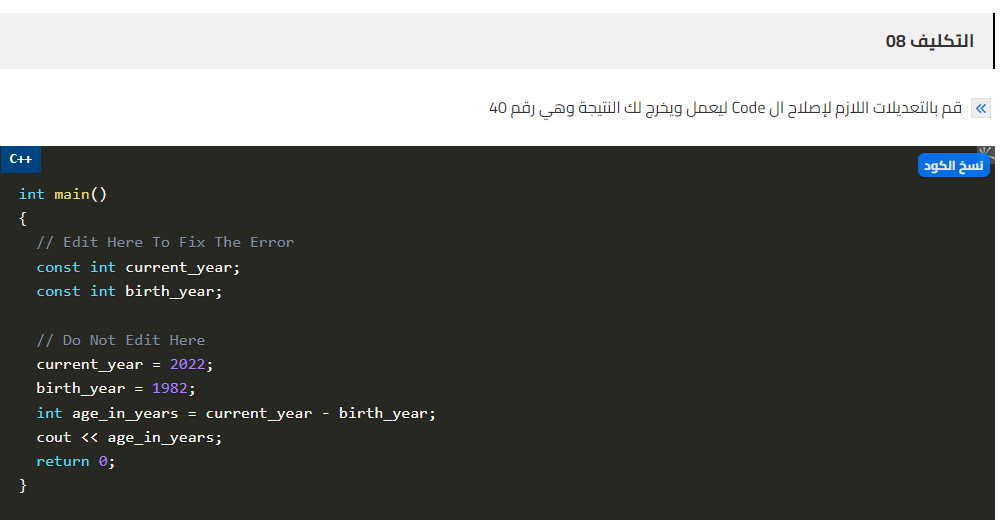 التكليف 08
قم بالتعديلات اللازم لإصلاح ال Code ليعمل ويخرج لك النتيجة وهي رقم 40
C++
نسخ الكود
int main()
{
  // Edit Here To Fix The Error
  const int current_year;
  const int birth_year;

  // Do Not Edit Here
  current_year = 2022;
  birth_year = 1982;
  int age_in_years = current_year - birth_year;
  cout << age_in_years;
  return 0;
}